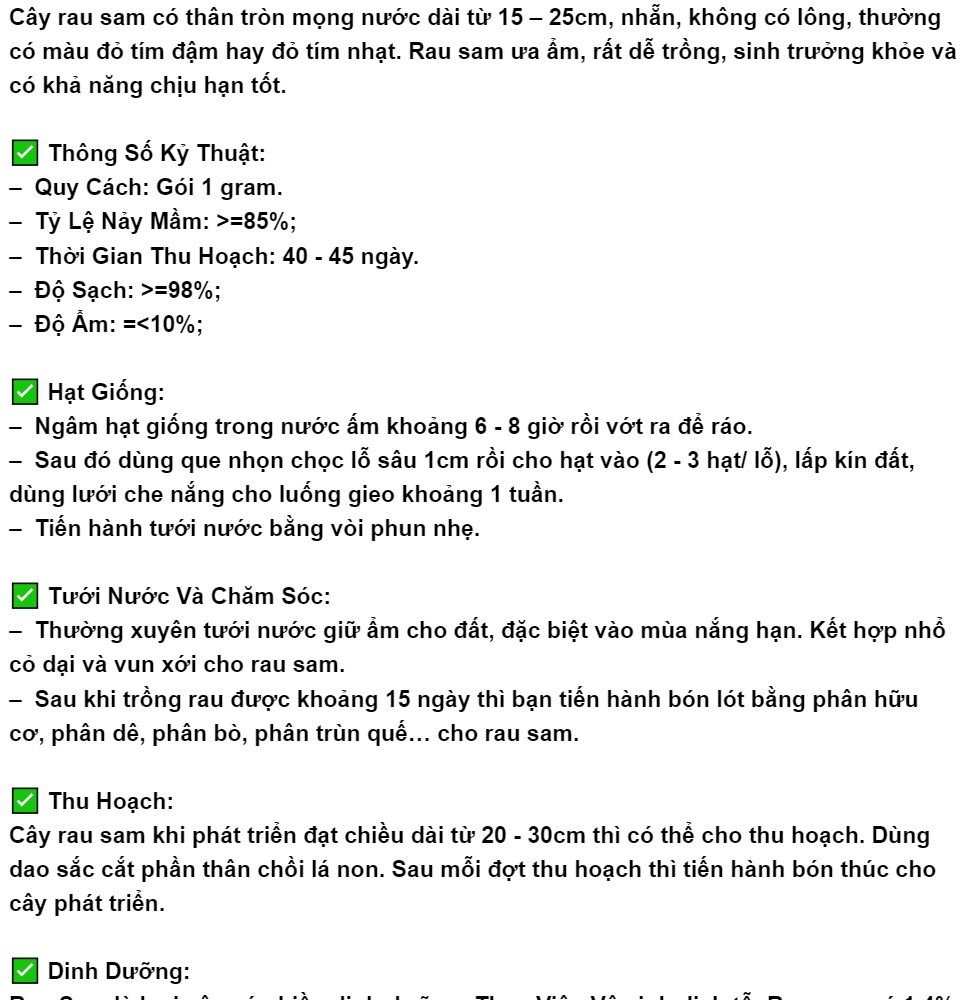 Cây rau sam có thân tròn mọng nước dài từ 15 – 25cm, nhẵn, không có lông, thường
có màu đỏ tím đậm hay đỏ tím nhạt. Rau sam ưa ẩm, rất dễ trồng, sinh trưởng khỏe và
có khả năng chịu hạn tốt.
✅ Thông Số Kỷ Thuật:
– Quy Cách: Gói 1 gram.
– Tỷ Lệ Nảy Mầm: >=85%;
– Thời Gian Thu Hoạch: 40 - 45 ngày.
– Độ Sạch: >=98%;
– Độ Ẩm: =<10%;
✅ Hạt Giống:
– Ngâm hạt giống trong nước ấm khoảng 6 - 8 giờ rồi vớt ra để ráo.
– Sau đó dùng que nhọn chọc lỗ sâu 1cm rồi cho hạt vào (2 - 3 hạt/ lỗ), lấp kín đất,
dùng lưới che nắng cho luống gieo khoảng 1 tuần.
– Tiến hành tưới nước bằng vòi phun nhẹ.
✅ Tưới Nước Và Chăm Sóc:
– Thường xuyên tưới nước giữ ẩm cho đất, đặc biệt vào mùa nắng hạn. Kết hợp nhổ
cỏ dại và vun xới cho rau sam.
– Sau khi trồng rau được khoảng 15 ngày thì bạn tiến hành bón lót bằng phân hữu
cơ, phân dê, phân bò, phân trùn quế… cho rau sam.
✅ Thu Hoạch:
Cây rau sam khi phát triển đạt chiều dài từ 20 - 30cm thì có thể cho thu hoạch. Dùng
dao sắc cắt phần thân chồi lá non. Sau mỗi đợt thu hoạch thì tiến hành bón thúc cho
cây phát triển.
✅ Dinh Dưỡng: